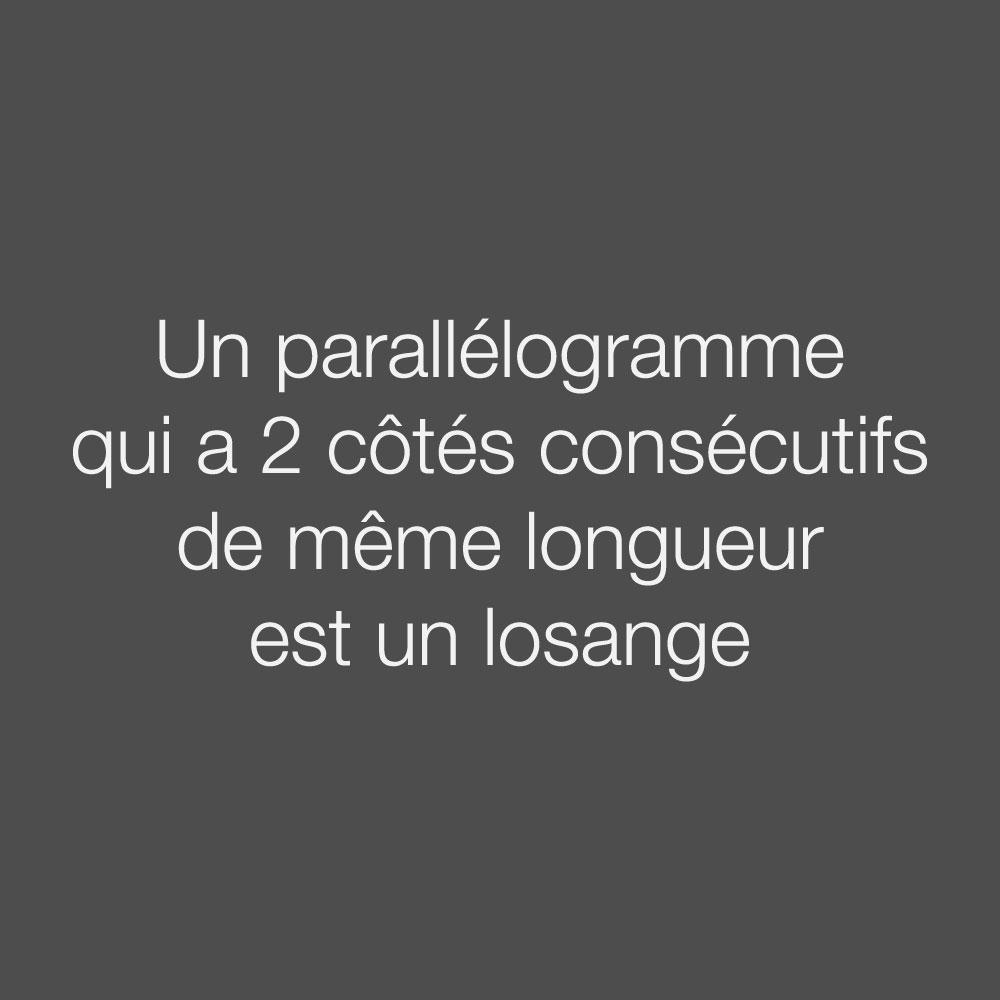 Un parallélogramme
qui a 2 côtés consécutifs
de même longueur
est un losange